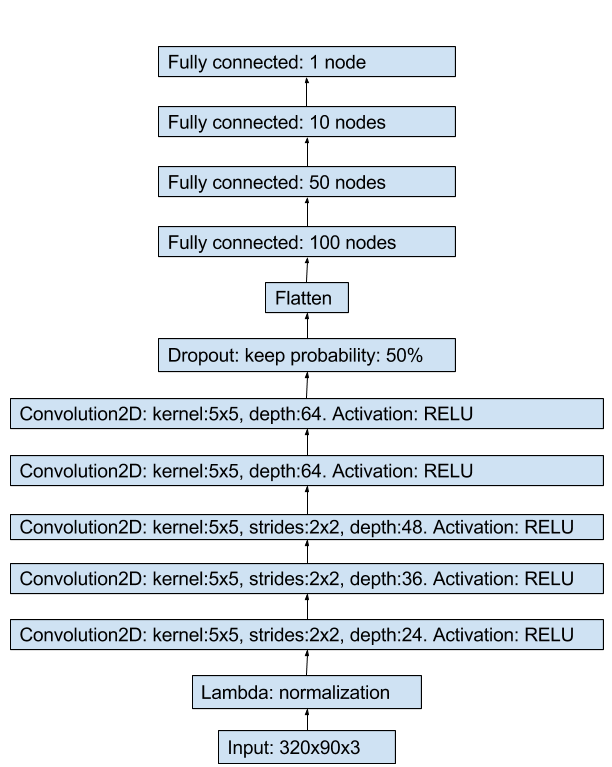 Fully connected: 1 node
Fully connected: 10 nodes
Fully connected: 50 nodes
Fully connected: 100 nodes
Flatten
Dropout: keep probability: 50%
Convolution2D: kernel:5x5, depth:64. Activation: RELU
Convolution2D: kernel:5x5, depth:64. Activation: RELU
Convolution2D: kernel:5x5, strides:2x2, depth:48. Activation: RELU
Convolution2D: kernel:5x5, strides:2x2, depth:36. Activation: RELU
Convolution2D: kernel:5x5, strides:2x2, depth:24. Activation: RELU
Lambda: normalization
Input: 320x90x3